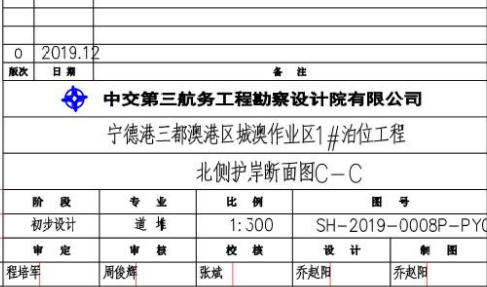 0 2019.12
版次 日期 备注
中交第三航务工程勘察设计院有限公司
宁德港三都澳港区城澳作业区1#泊位工程
北侧护岸断面图C-C
阶段 专业 比例 图号
初步设计 道堆 1:300 SH-2019-0008P-PY0
审定 审核 校核 设计 制图
程培军 周俊辉 张斌 乔赵阳 乔赵阳